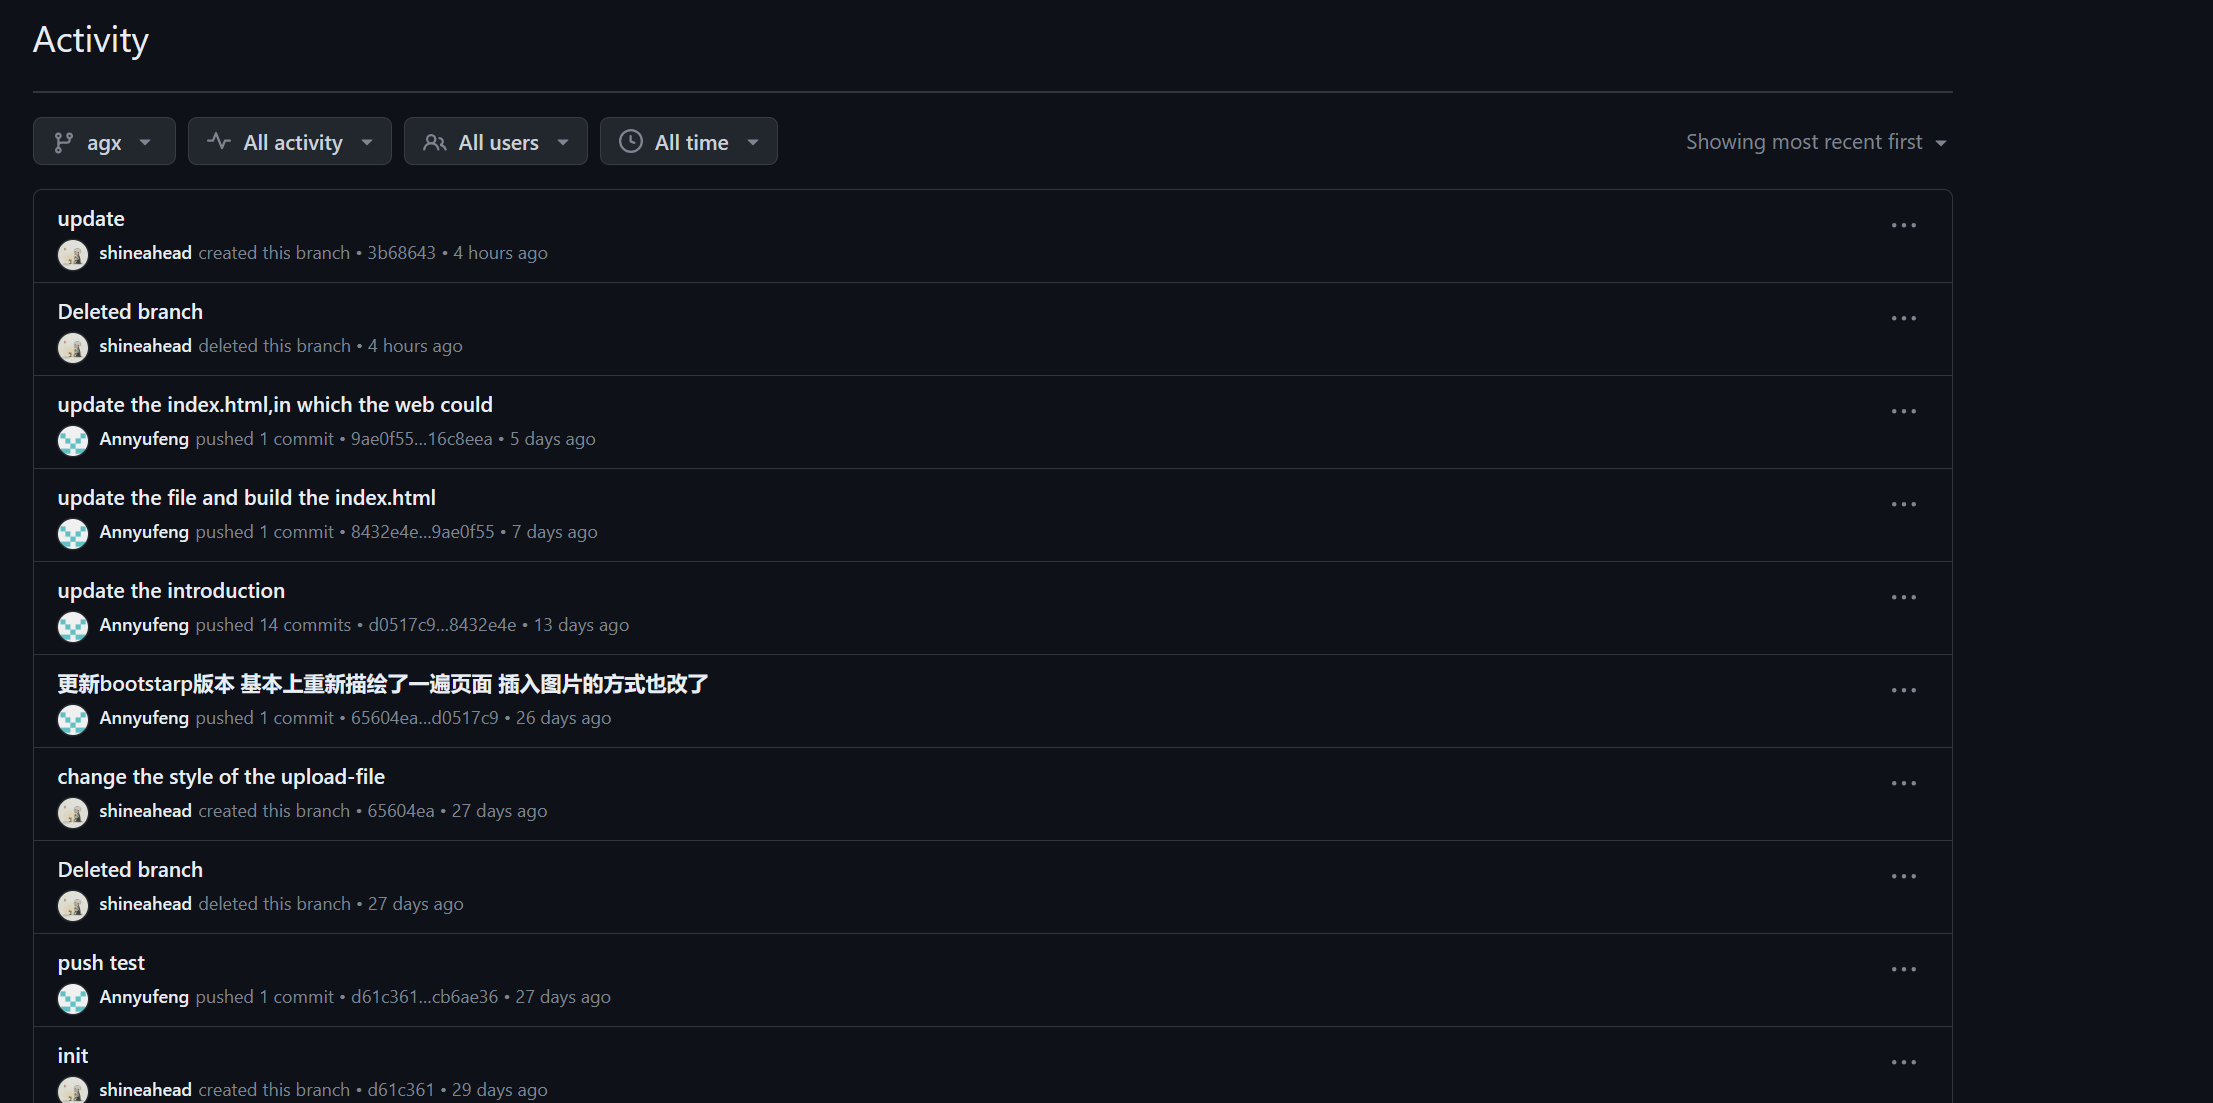 Activity
agx
All activity
All users
All time
Showing most recent first
update
shineahead created this branch • 3b68643 • 4 hours ago
Deleted branch
shineahead deleted this branch • 4 hours ago
update the index.html,in which the web could
Annyufeng pushed 1 commit • 9ae0f55...16c8eea • 5 days ago
update the file and build the index.html
Annyufeng pushed 1 commit • 8432e4e...9ae0f55 • 7 days ago
update the introduction
Annyufeng pushed 14 commits • d0517c9...8432e4e • 13 days ago
更新bootstarp版本 基本上重新描绘了一遍页面 插入图片的方式也改了
Annyufeng pushed 1 commit • 65604ea...d0517c9 • 26 days ago
change the style of the upload-file
shineahead created this branch • 65604ea • 27 days ago
Deleted branch
shineahead deleted this branch • 27 days ago
push test
Annyufeng pushed 1 commit • d61c361...cb6ae36 • 27 days ago
init
shineahead created this branch • d61c361 • 29 days ago